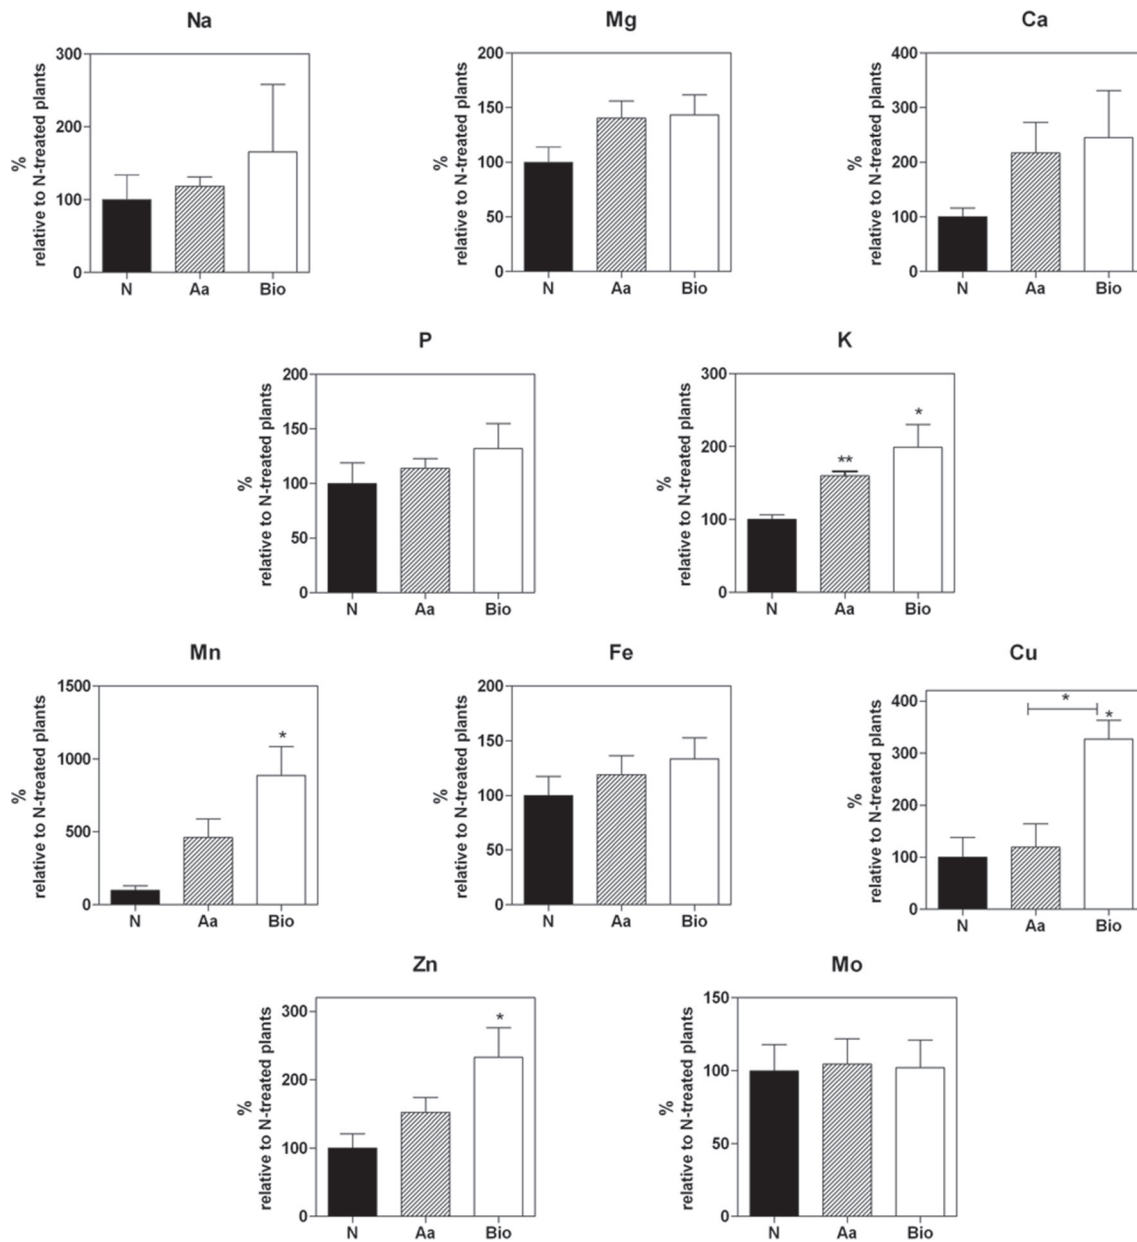 Na
%
relative to N-treated plants
300
200
100
0
N Aa Bio
Mg
%
relative to N-treated plants
200
150
100
50
0
N Aa Bio
Ca
%
relative to N-treated plants
400
300
200
100
0
N Aa Bio
P
%
relative to N-treated plants
200
150
100
50
0
N Aa Bio
K
%
relative to N-treated plants
300
200
100
0
**
*
N Aa Bio
Mn
%
relative to N-treated plants
1500
1000
500
0
*
N Aa Bio
Fe
%
relative to N-treated plants
200
150
100
50
0
N Aa Bio
Cu
%
relative to N-treated plants
400
300
200
100
0
*
*
N Aa Bio
Zn
%
relative to N-treated plants
300
200
100
0
*
N Aa Bio
Mo
%
relative to N-treated plants
150
100
50
0
N Aa Bio